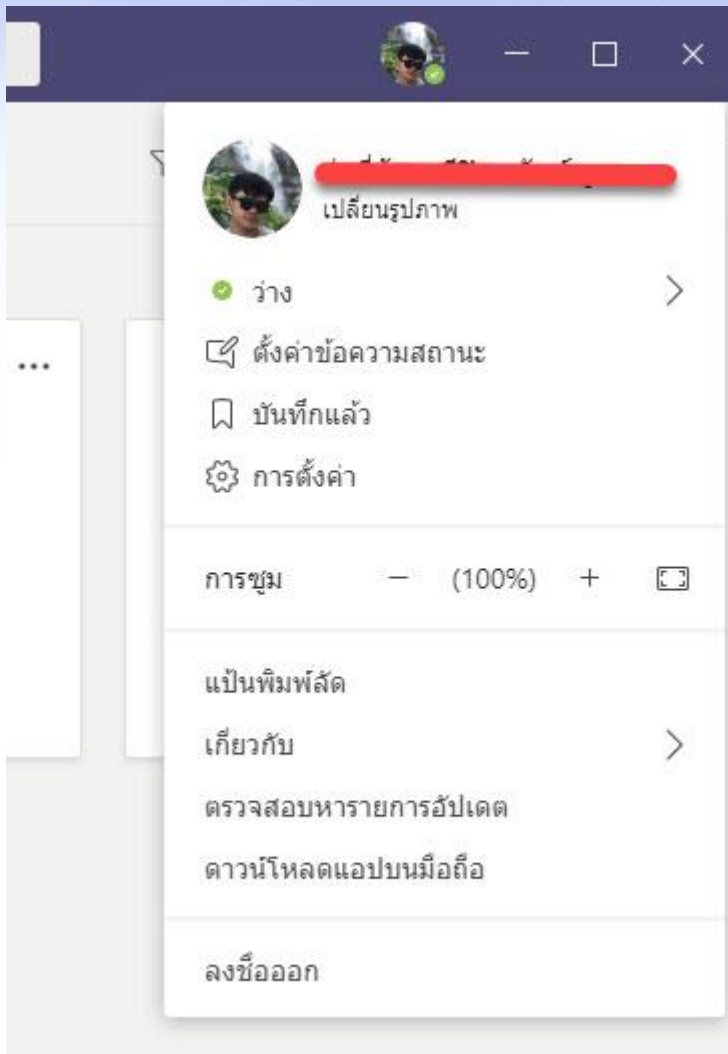 เปลี่ยนรูปภาพ
ว่าง
ตั้งค่าข้อความสถานะ
บันทึกแล้ว
การตั้งค่า
การซูม — (100%) +
แป้นพิมพ์ลัด
เกี่ยวกับ
ตรวจสอบหารายการอัปเดต
ดาวน์โหลดแอปบนมือถือ
ลงชื่อออก